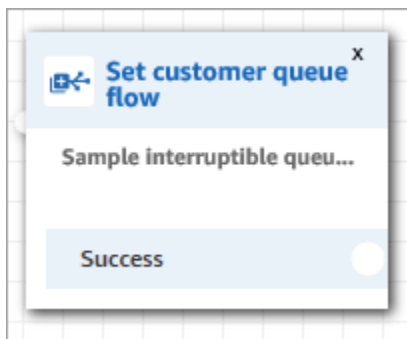 Set customer queue
flow
x
Sample interruptible queu...
Success